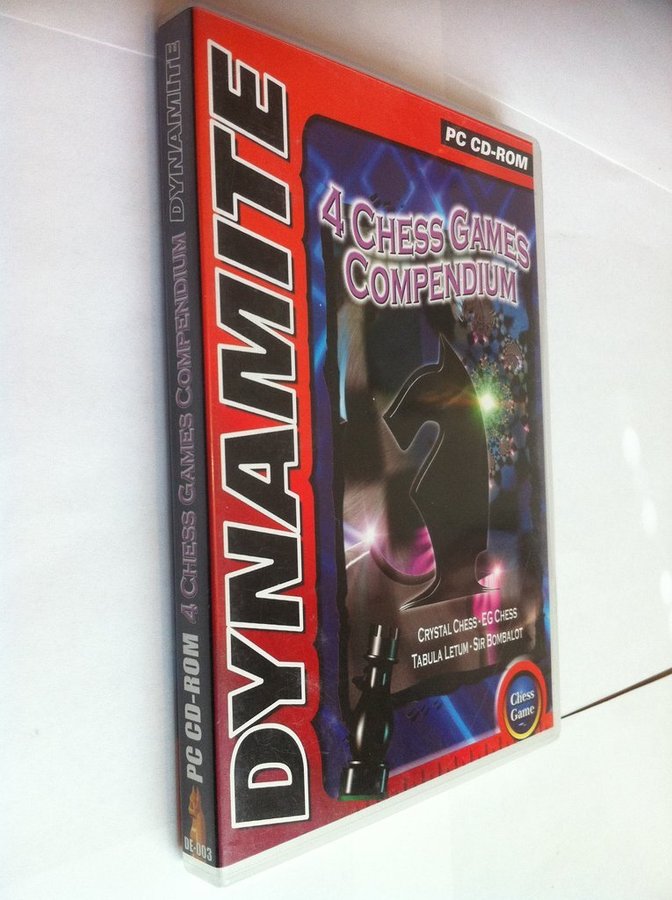 PC CD-ROM 4 CHESS GAMES COMPENDIUM DYNAMITE
DE-003
DYNAMITE
PC CD-ROM
4 CHESS GAMES
COMPENDIUM
CRYSTAL CHESS - EG CHESS
TABULA LETUM - SIR BOMBALOT
Chess
Game